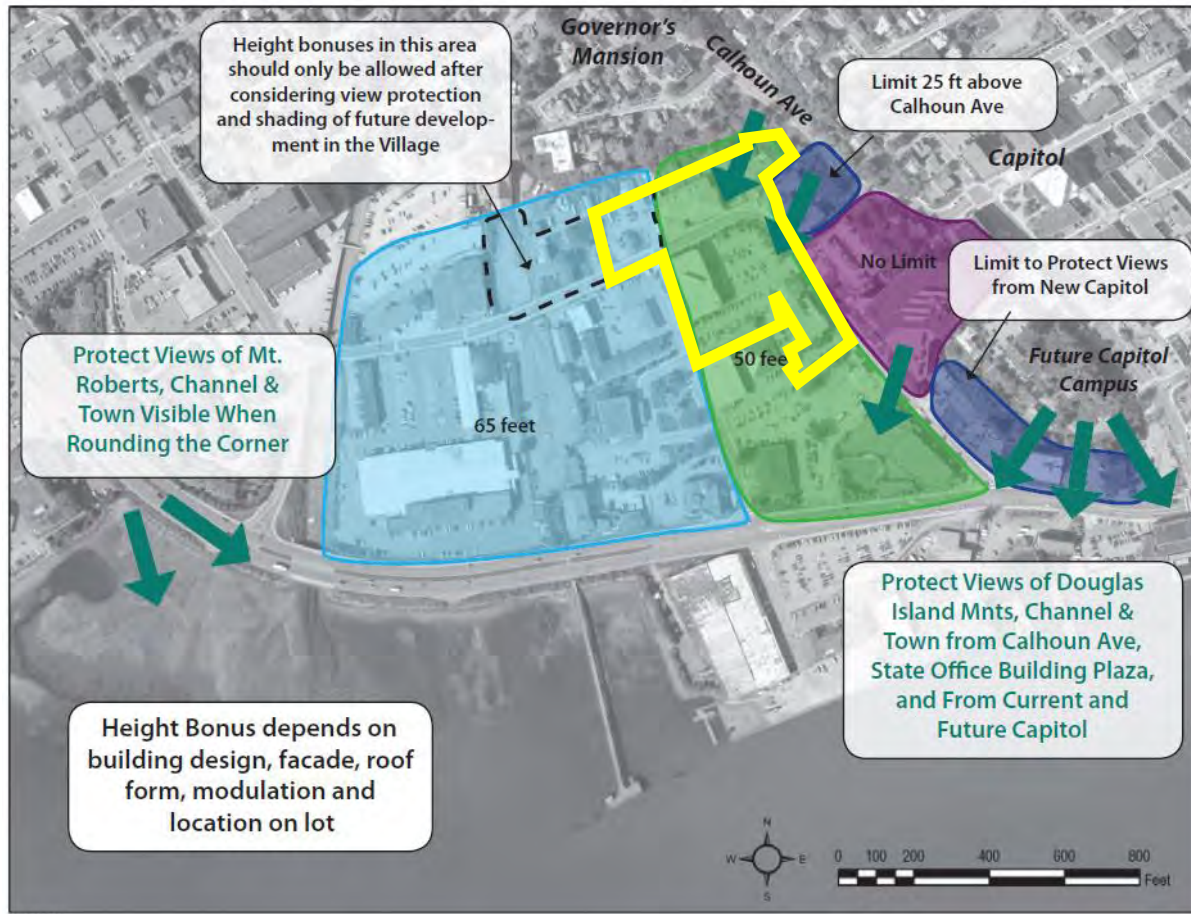 Height bonuses in this area
should only be allowed after
considering view protection
and shading of future develop-
ment in the Village
Governor's
Mansion
Calhoun Ave
Limit 25 ft above
Calhoun Ave
Capitol
No Limit
Limit to Protect Views
from New Capitol
Future Capitol
Campus
Protect Views of Mt.
Roberts, Channel &
Town Visible When
Rounding the Corner
65 feet
50 fee
Protect Views of Douglas
Island Mnts, Channel &
Town from Calhoun Ave,
State Office Building Plaza,
and From Current and
Future Capitol
Height Bonus depends on
building design, facade, roof
form, modulation and
location on lot
N
W E
S
0 100 200 400 600 800
Feet